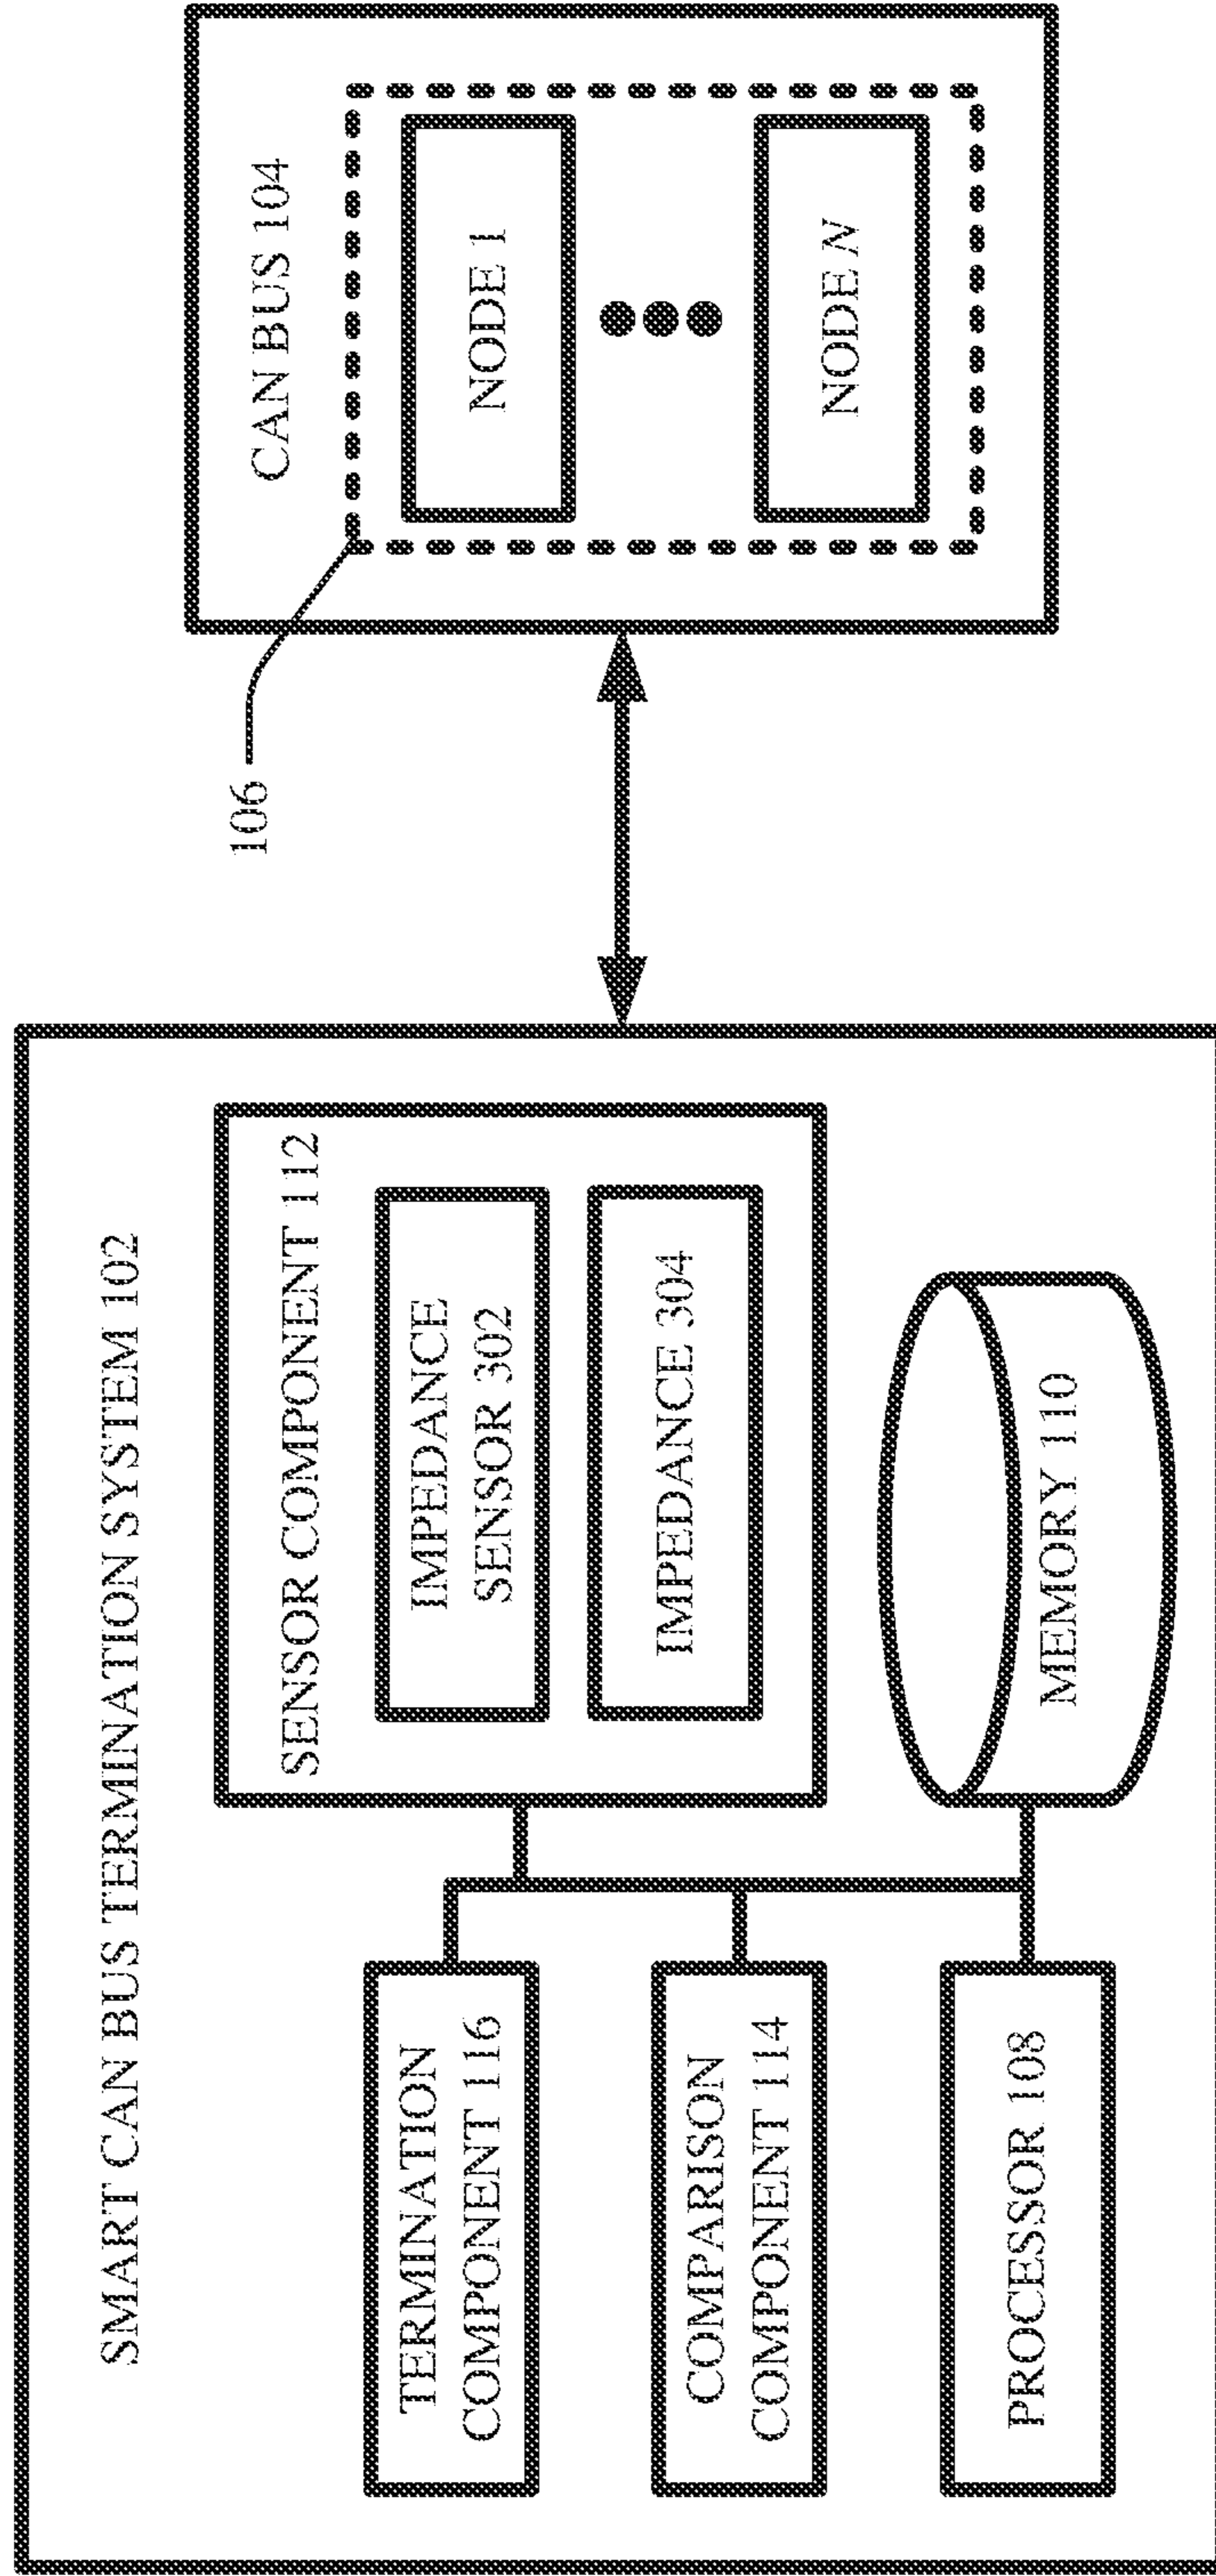 SMART CAN BUS TERMINATION SYSTEM 102
TERMINATION
COMPONENT 116
COMPARISON
COMPONENT 114
PROCESSOR 108
SENSOR COMPONENT 112
IMPEDANCE
SENSOR 302
IMPEDANCE 304
MEMORY 110
106
CAN BUS 104
NODE 1
NODE N